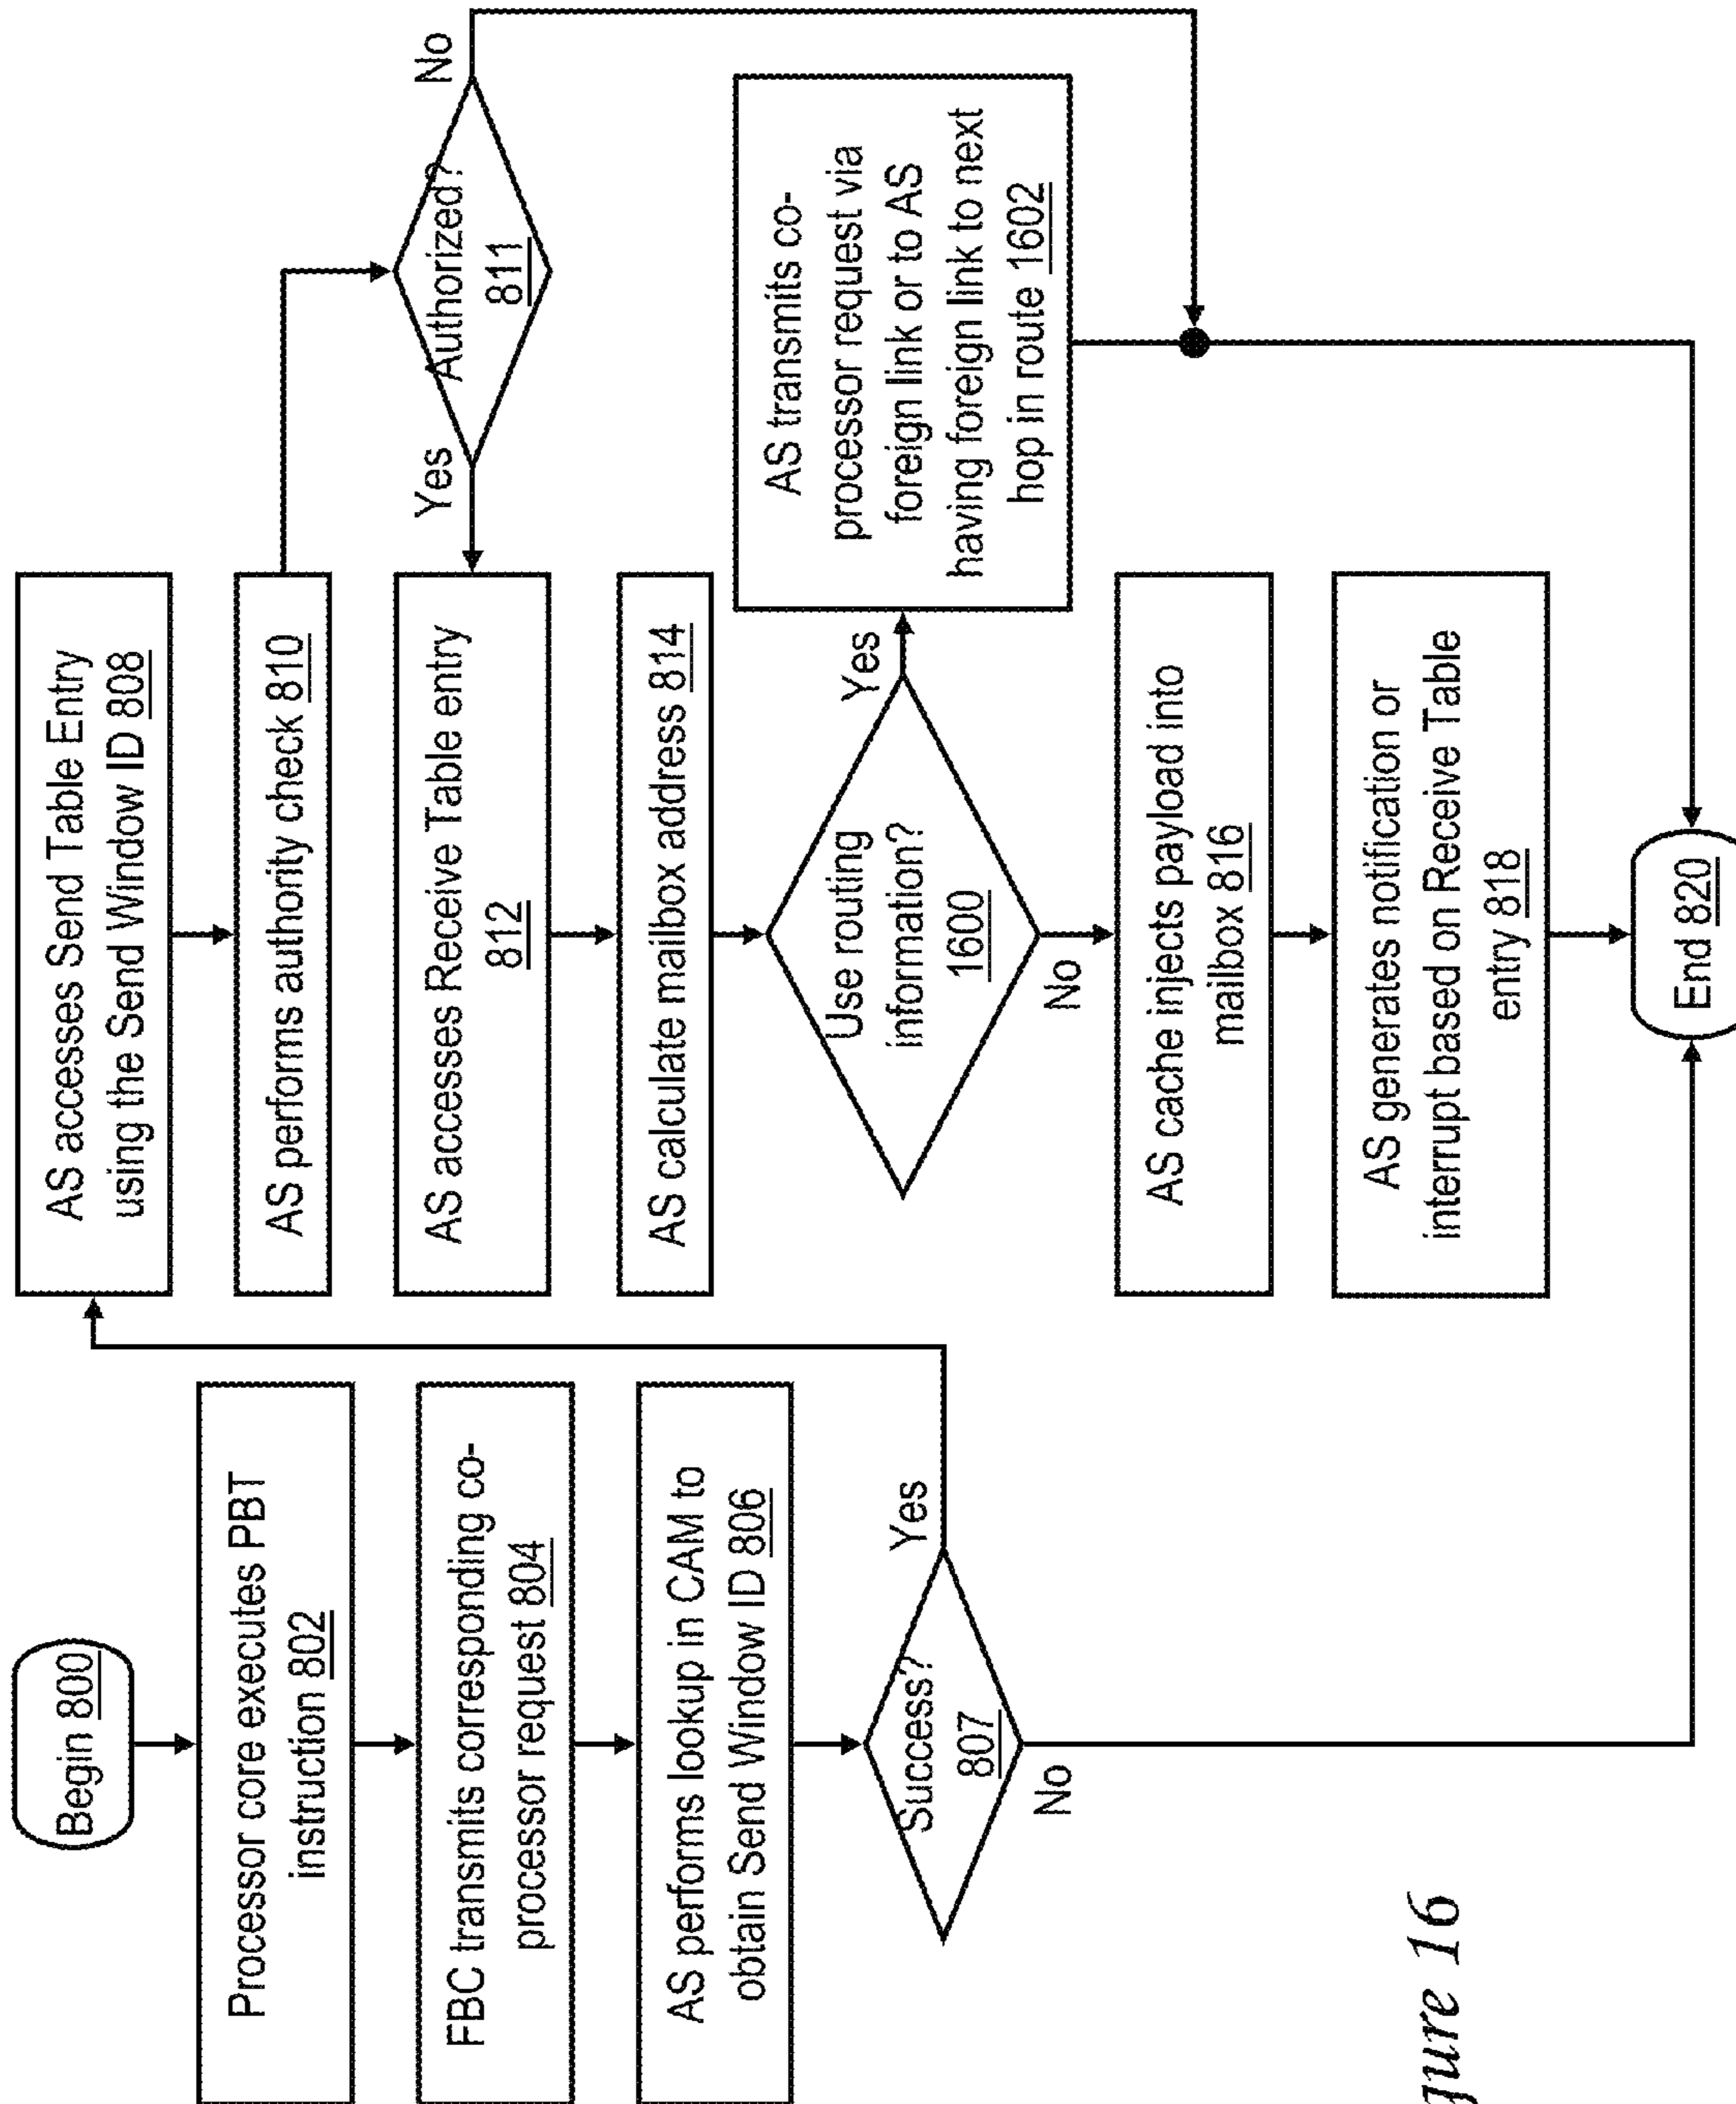 Begin 800
Processor core executes PBT
instruction 802
FBC transmits corresponding co-
processor request 804
AS performs lookup in CAM to
obtain Send Window ID 806
Success?
807
Yes
No
AS accesses Send Table Entry
using the Send Window ID 808
AS performs authority check 810
Authorized?
811
Yes
No
AS accesses Receive Table entry
812
AS calculate mailbox address 814
Use routing
information?
1600
Yes
No
AS transmits co-
processor request via
foreign link or to AS
having foreign link to next
hop in route 1602
AS cache injects payload into
mailbox 816
AS generates notification or
interrupt based on Receive Table
entry 818
End 820
gure 16